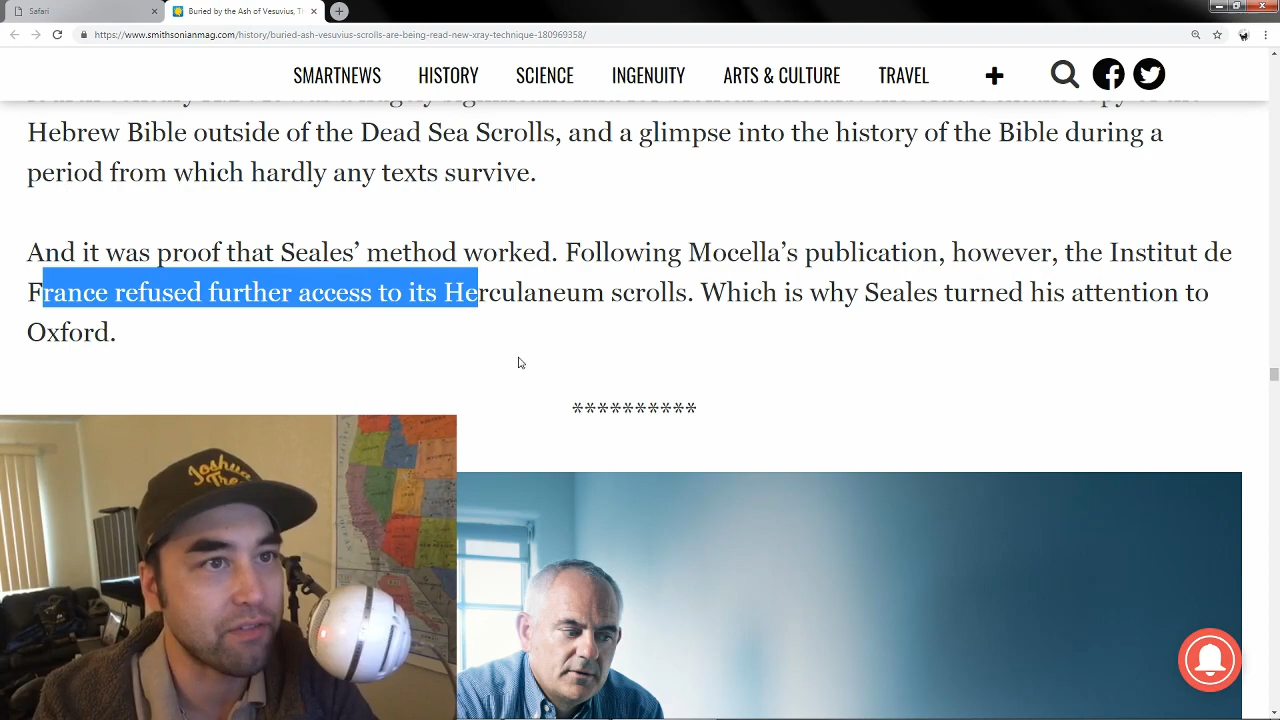 Safari
Buried by the Ash of Vesuvius, Th
https://www.smithsonianmag.com/history/buried-ash-vesuvius-scrolls-are-being-read-new-xray-technique-180969358/
SMARTNEWS HISTORY SCIENCE INGENUITY ARTS & CULTURE TRAVEL
Hebrew Bible outside of the Dead Sea Scrolls, and a glimpse into the history of the Bible during a
period from which hardly any texts survive.
And it was proof that Seales’ method worked. Following Mocella’s publication, however, the Institut de
France refused further access to its Herculaneum scrolls. Which is why Seales turned his attention to
Oxford.
**********
Joshua
Tree